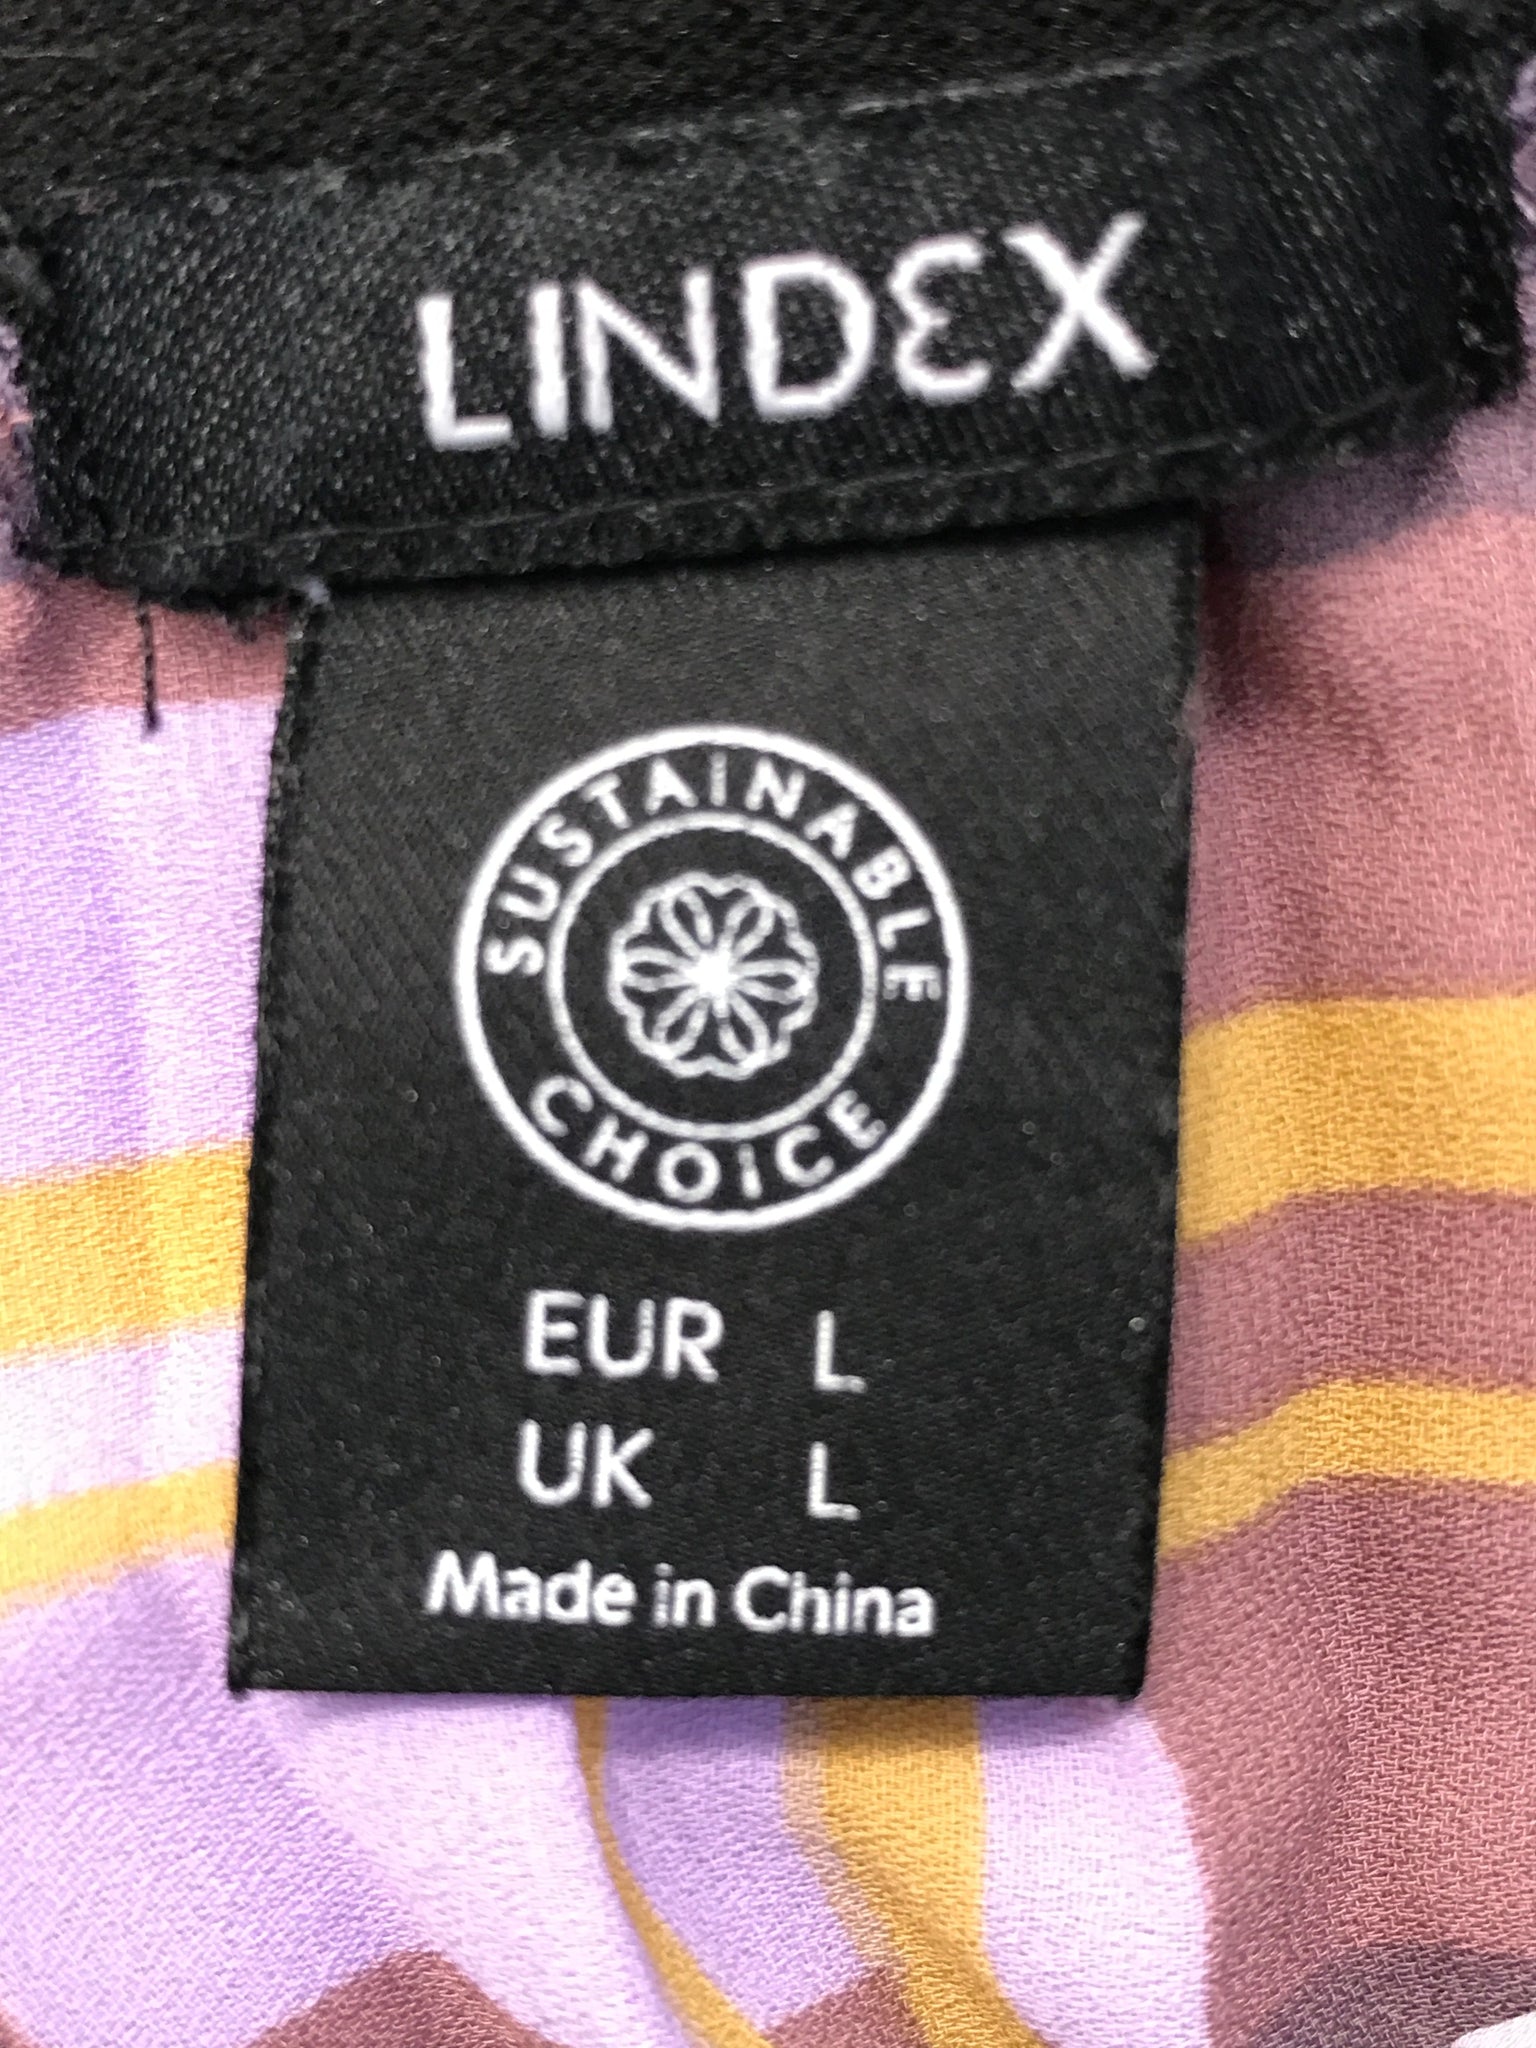 LINDEX
SUSTAINABLE
CHOICE
EUR L
UK L
Made in China